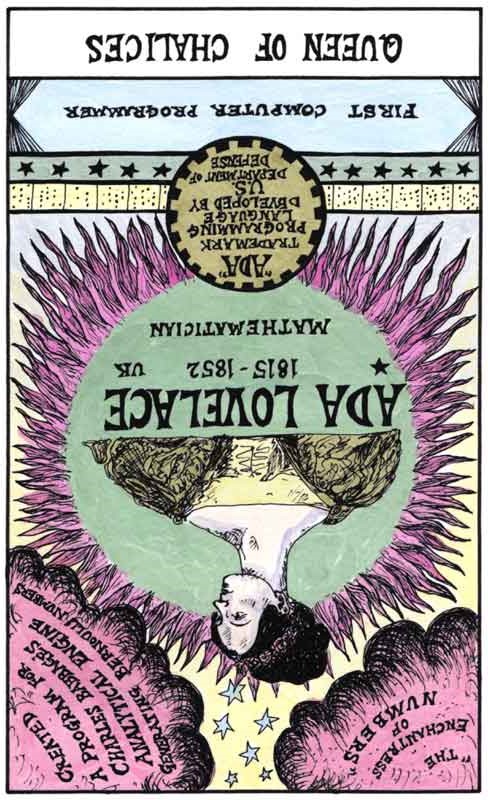 "THE
ENCHANTRESS
OF
NUMBERS"
CREATED
A PROGRAM FOR
CHARLES BABBAGE'S
ANALYTICAL ENGINE
GENERATING BERNOULLI NUMBERS
ADA LOVELACE
1815 - 1852 UK
MATHEMATICIAN
"ADA"
TRADEMARK
PROGRAMMING
LANGUAGE
DEVELOPED BY
U.S.
DEPARTMENT OF
DEFENSE
FIRST COMPUTER PROGRAMMER
QUEEN OF CHALICES